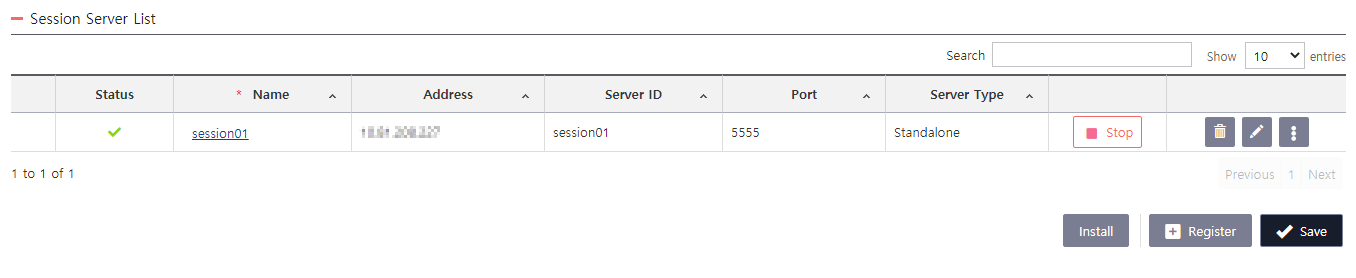 Session Server List
Search Show 10 entries
Status * Name Address Server ID Port Server Type
session01 session01 5555 Standalone Stop
1 to 1 of 1 Previous 1 Next
Install Register Save